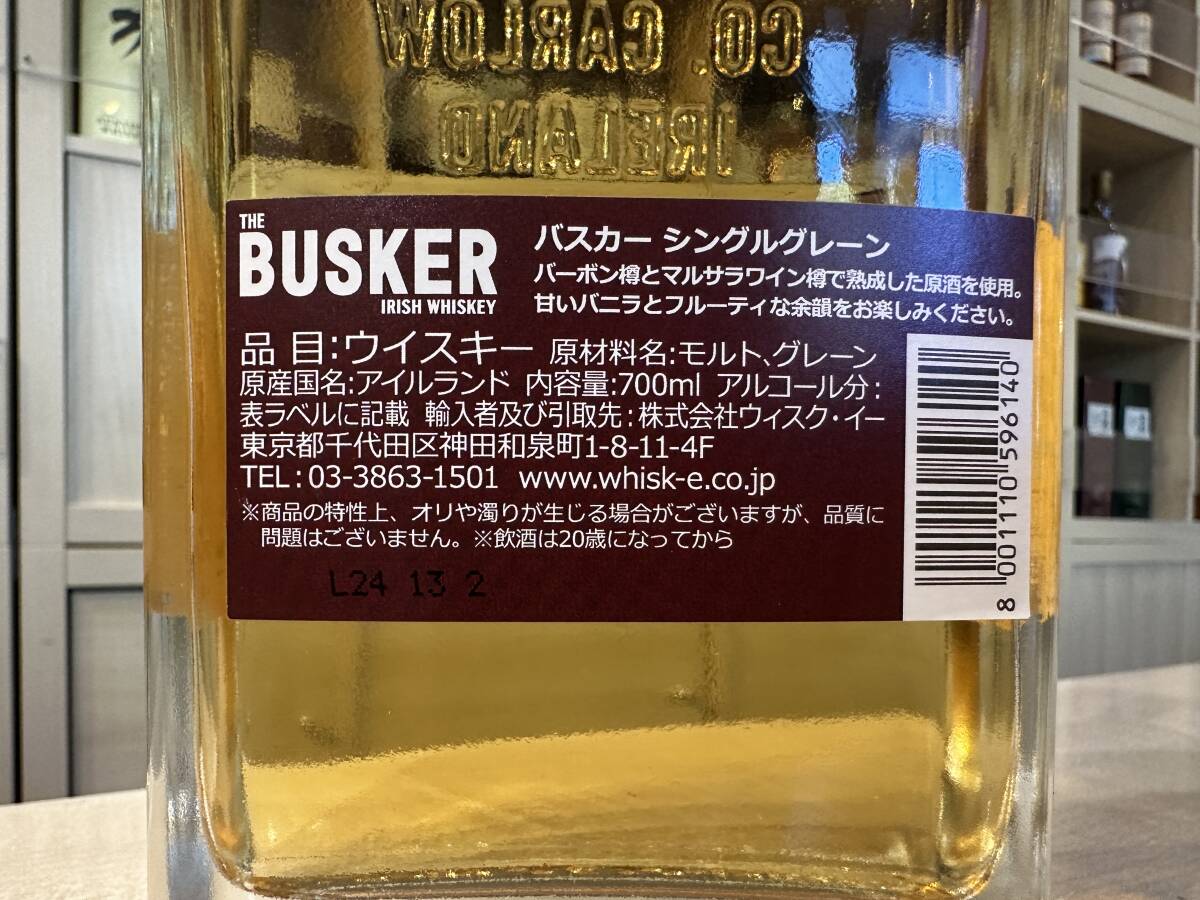 CO. CARLOW
IRELAND
THE
BUSKER
IRISH WHISKEY
バスカー シングルグレーン
バーボン樽とマルサラワイン樽で熟成した原酒を使用。
甘いバニラとフルーティな余韻をお楽しみください。
品 目:ウイスキー 原材料名:モルト、グレーン
原産国名:アイルランド 内容量:700ml アルコール分:
表ラベルに記載 輸入者及び引取先:株式会社ウィスク・イー
東京都千代田区神田和泉町1-8-11-4F
TEL:03-3863-1501 www.whisk-e.co.jp
※商品の特性上、オリや濁りが生じる場合がございますが、品質に
問題はございません。※飲酒は20歳になってから
L24 13 2
8 001110 596140